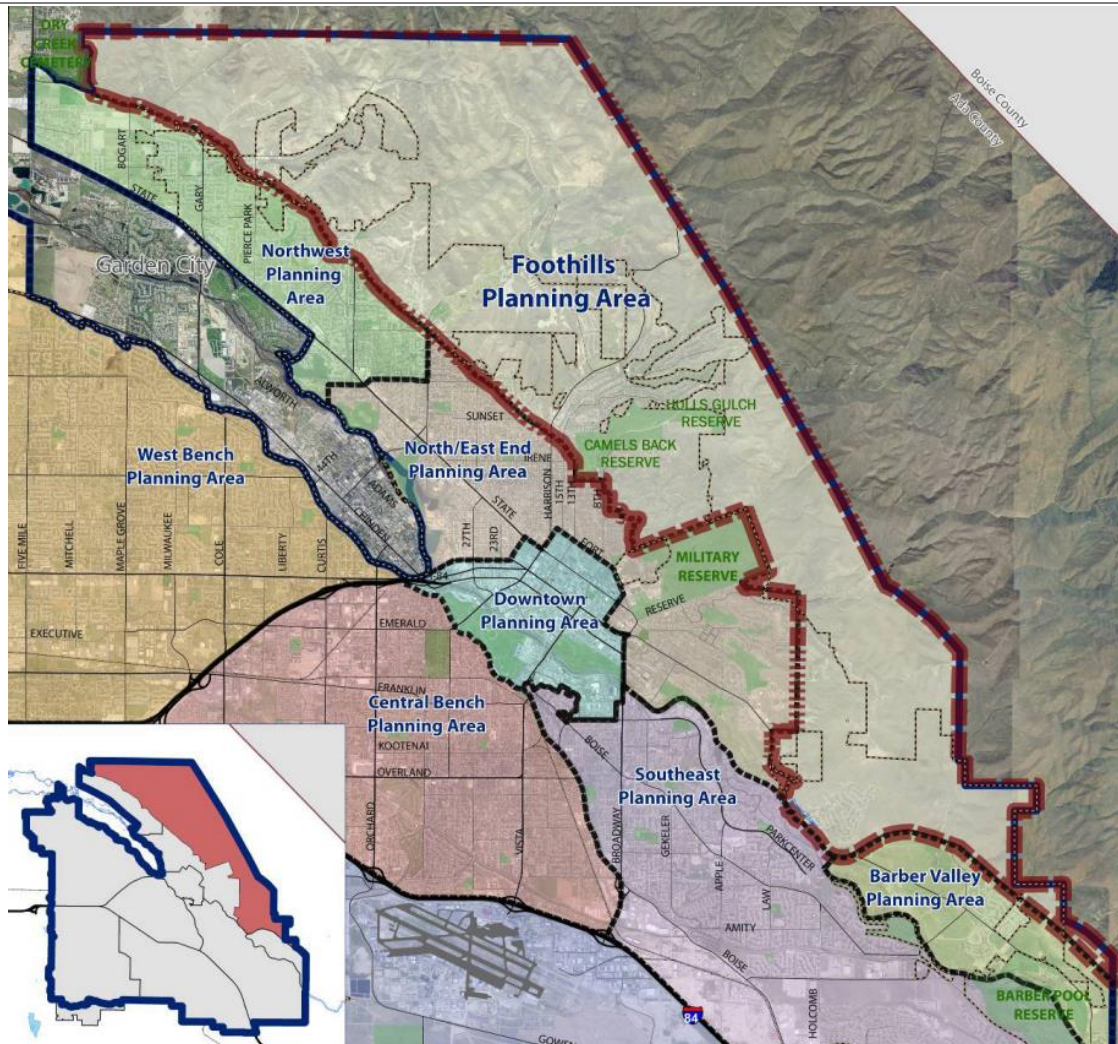 DRY
CREEK
CEMETERY
Boise County
Ada County
BOGART
STATE
GARY
PIERCE PARK
Garden City
Northwest
Planning
Area
Foothills
Planning Area
ALWORTH
SUNSET
HULLS GULCH
RESERVE
CAMELS BACK
RESERVE
West Bench
Planning Area
North/East End
Planning Area
IRENE
44TH
ADAMS
CHINDEN
STATE
HARRISON
15TH
13TH
8TH
27TH
23RD
FORT
FIVE MILE
MITCHELL
MAPLE GROVE
MILWAUKEE
COLE
LIBERTY
CURTIS
MILITARY
RESERVE
Downtown
Planning Area
RESERVE
EXECUTIVE
EMERALD
FRANKLIN
Central Bench
Planning Area
KOOTENAI
OVERLAND
BOISE
Southeast
Planning Area
ORCHARD
VISTA
BROADWAY
GEKELER
APPLE
LAW
PARKCENTER
Barber Valley
Planning Area
AMITY
BOISE
HOLCOMB
BARBER POOL
RESERVE
84
GOWEN